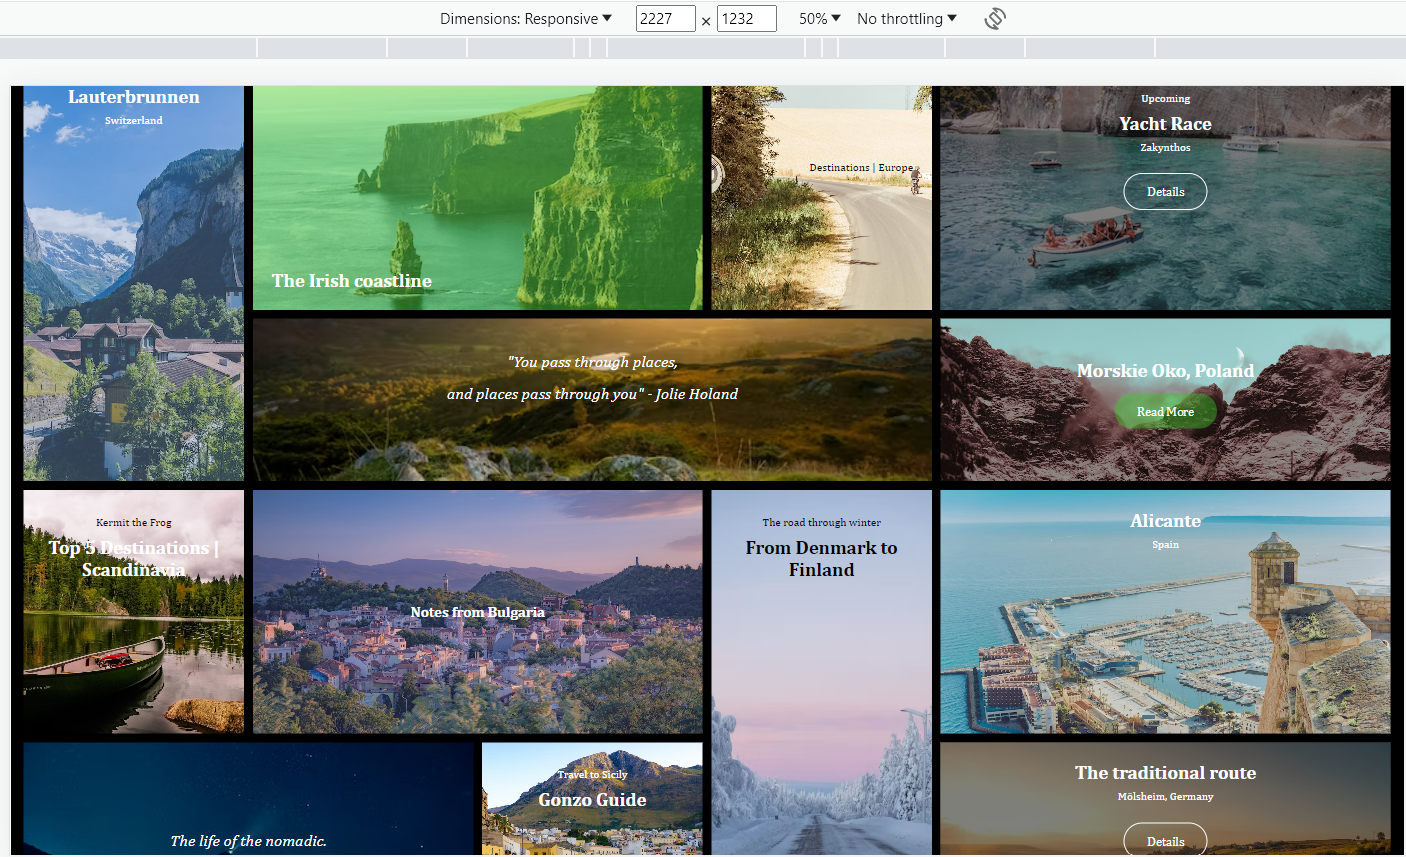 Dimensions: Responsive 2227 × 1232 50% No throttling
Lauterbrunnen
Switzerland
The Irish coastline
Destinations | Europe
Upcoming
Yacht Race
Zakynthos
Details
"You pass through places,
and places pass through you" - Jolie Holand
Morskie Oko, Poland
Read More
Kermit the Frog
Top 5 Destinations |
Scandinavia
Notes from Bulgaria
The road through winter
From Denmark to
Finland
Alicante
Spain
The life of the nomadic.
Travel to Sicily
Gonzo Guide
The traditional route
Mölsheim, Germany
Details